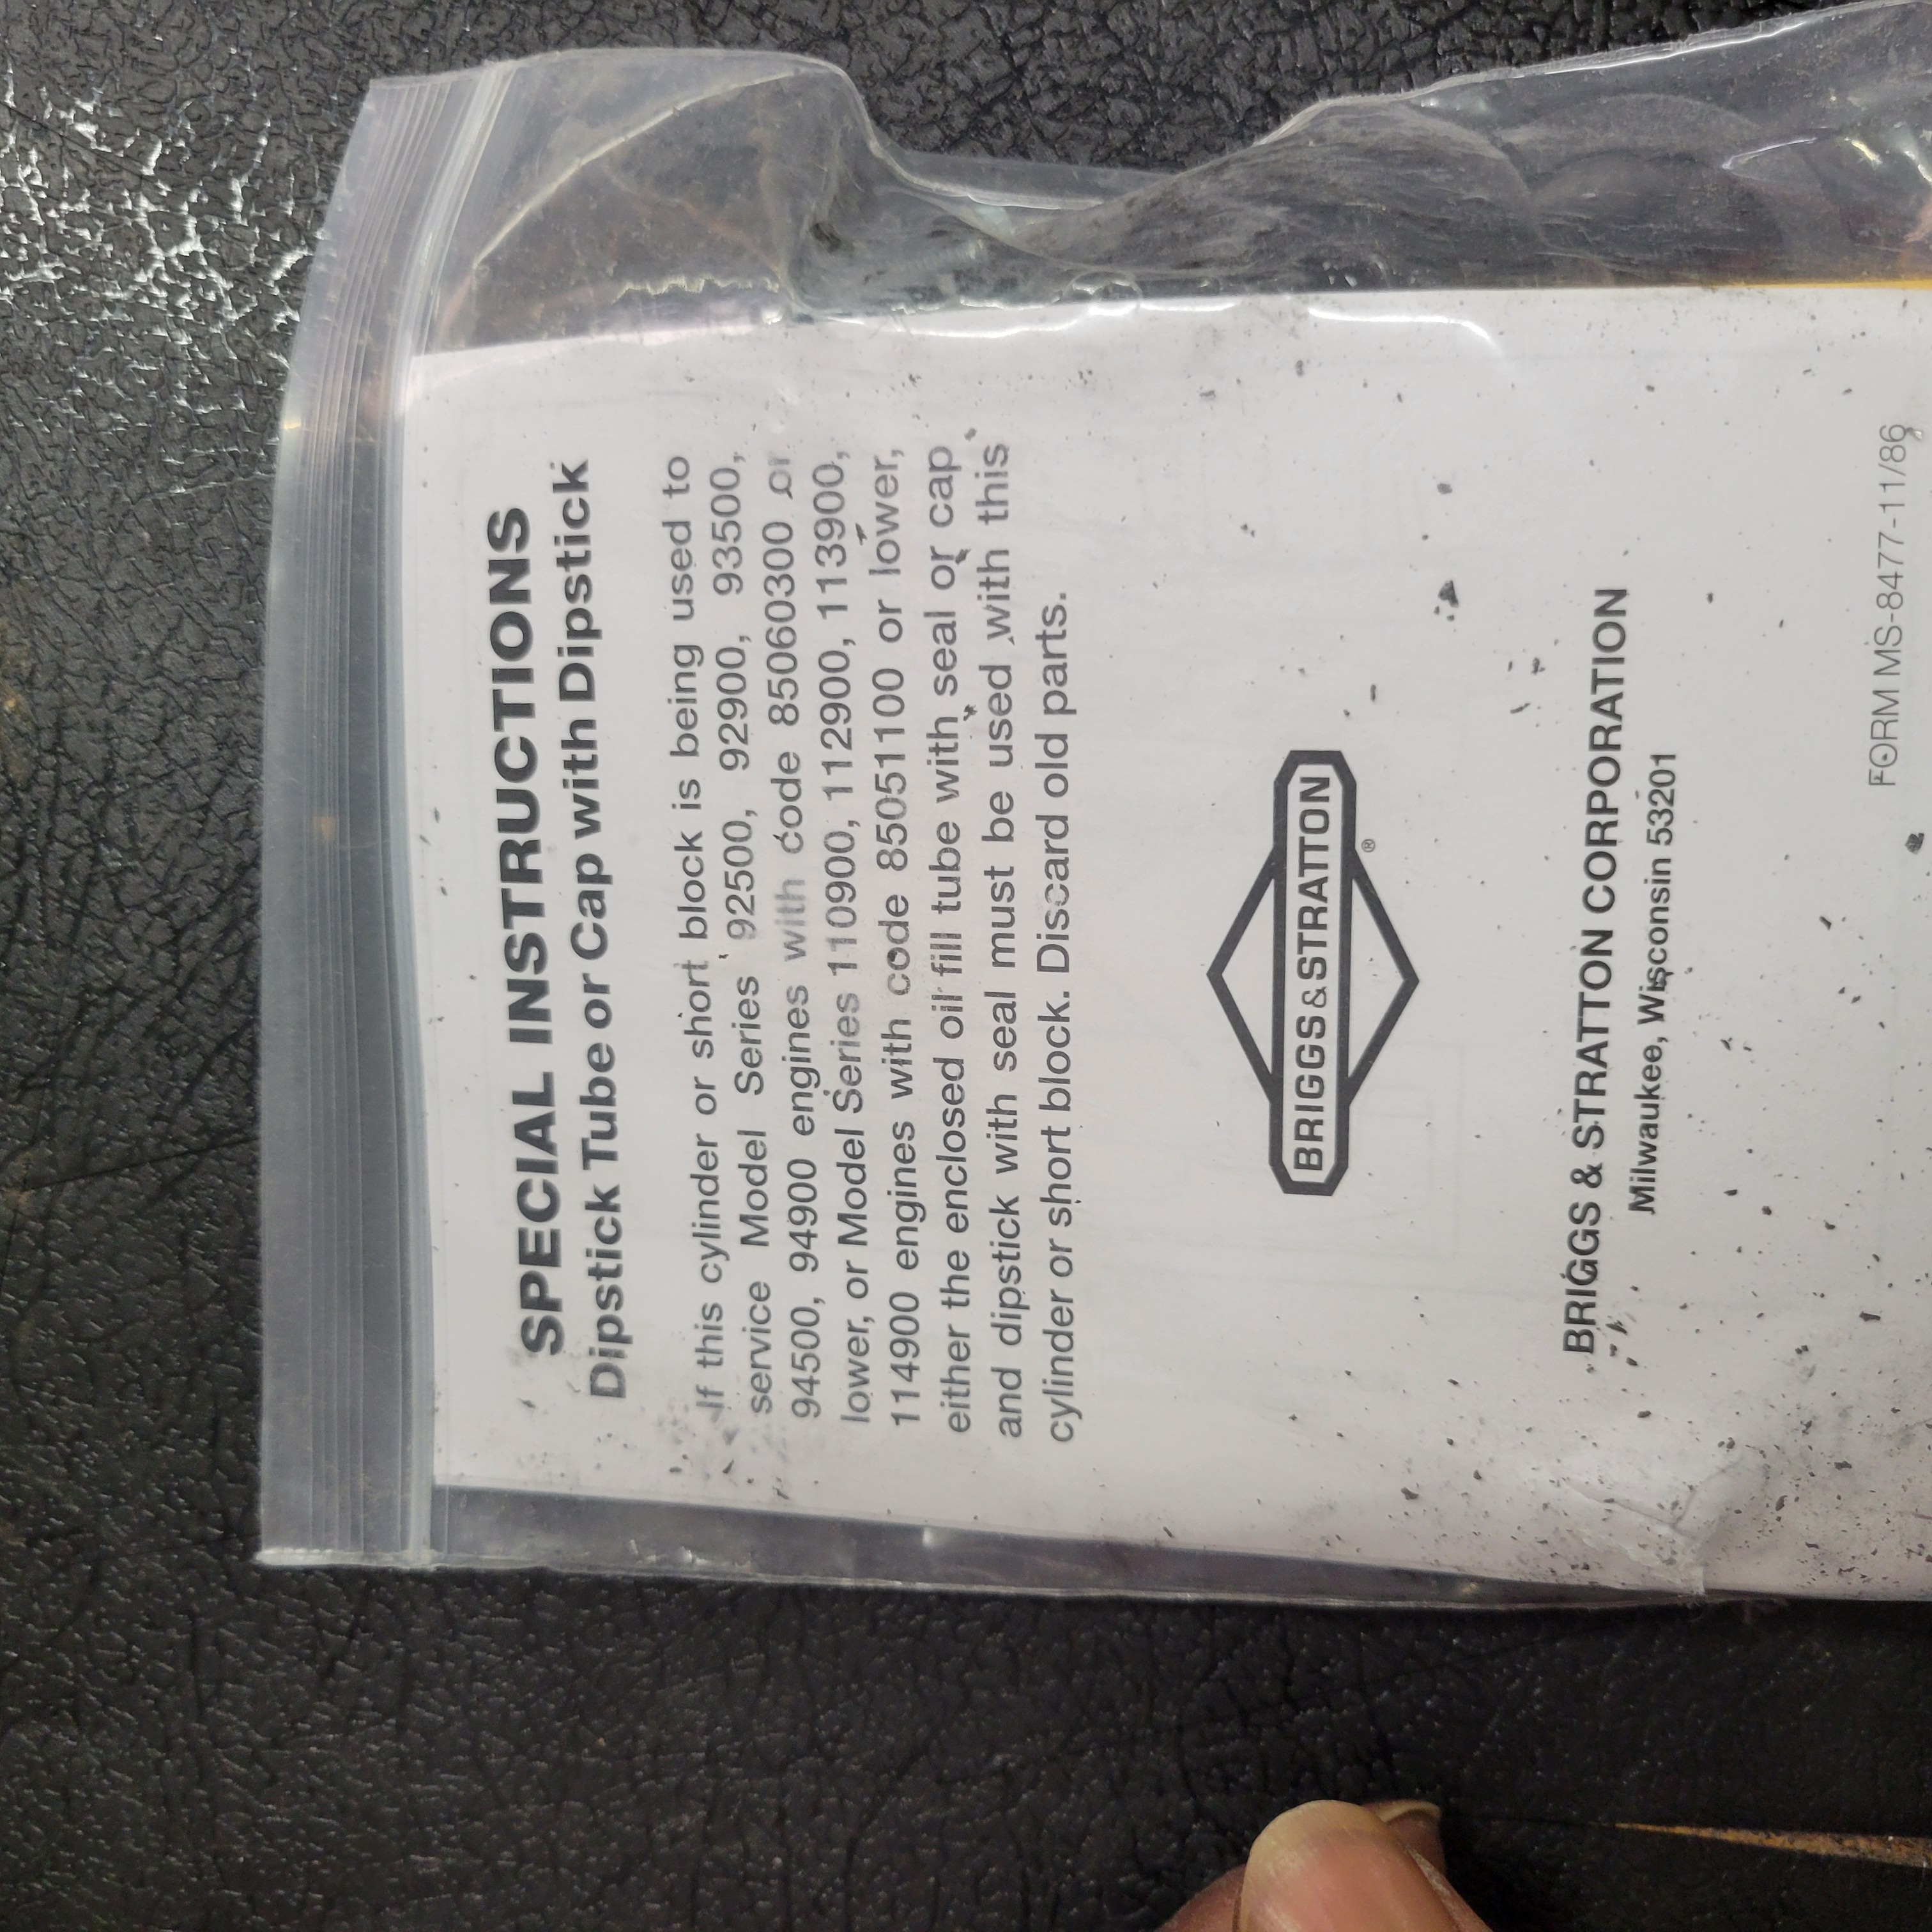 SPECIAL INSTRUCTIONS
Dipstick Tube or Cap with Dipstick
If this cylinder or short block is being used to
service Model Series 92500, 92900, 93500,
94500, 94900 engines with code 85060300 or
lower, or Model Series 110900, 112900, 113900,
114900 engines with code 85051100 or lower,
either the enclosed oil fill tube with seal or cap
and dipstick with seal must be used with this
cylinder or short block. Discard old parts.
BRIGGS & STRATTON
®
BRIGGS & STRATTON CORPORATION
Milwaukee, Wisconsin 53201
FORM MS-8477-11/86